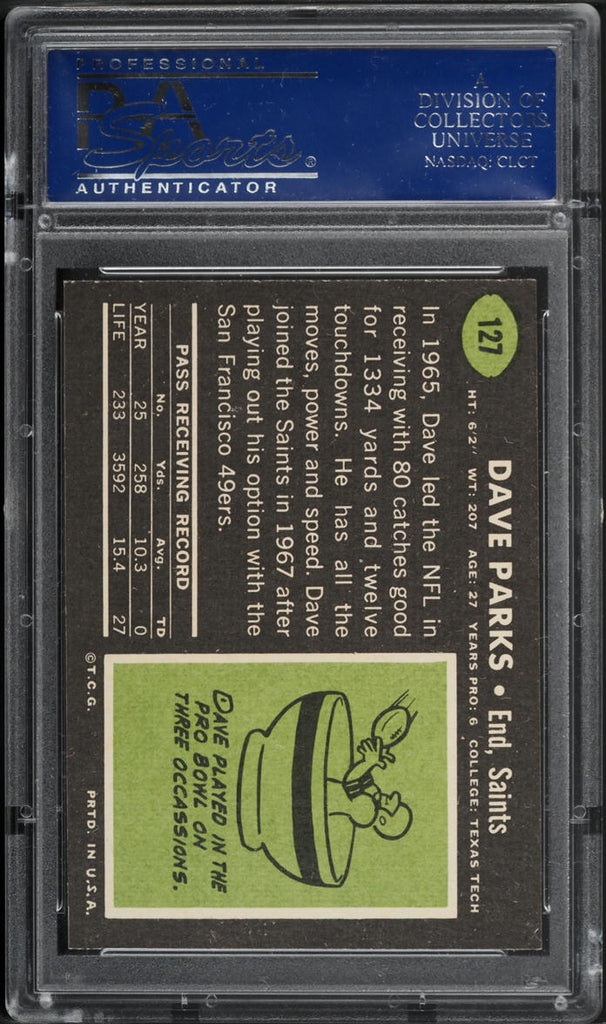 PROFESSIONAL
PSA
Sports®
AUTHENTICATOR
A
DIVISION OF
COLLECTORS
UNIVERSE
NASDAQ: CLCT
127
DAVE PARKS • End, Saints
HT: 6'2" WT: 207 AGE: 27 YEARS PRO: 6 COLLEGE: TEXAS TECH
In 1965, Dave led the NFL in
receiving with 80 catches good
for 1334 yards and twelve
touchdowns. He has all the
moves, power and speed. Dave
joined the Saints in 1967 after
playing out his option with the
San Francisco 49ers.
PASS RECEIVING RECORD
No. Yds. Avg. TD
YEAR 25 258 10.3 0
LIFE 233 3592 15.4 27
DAVE PLAYED IN THE
PRO BOWL ON
THREE OCCASSIONS.
©T.C.G. PRTD. IN U.S.A.